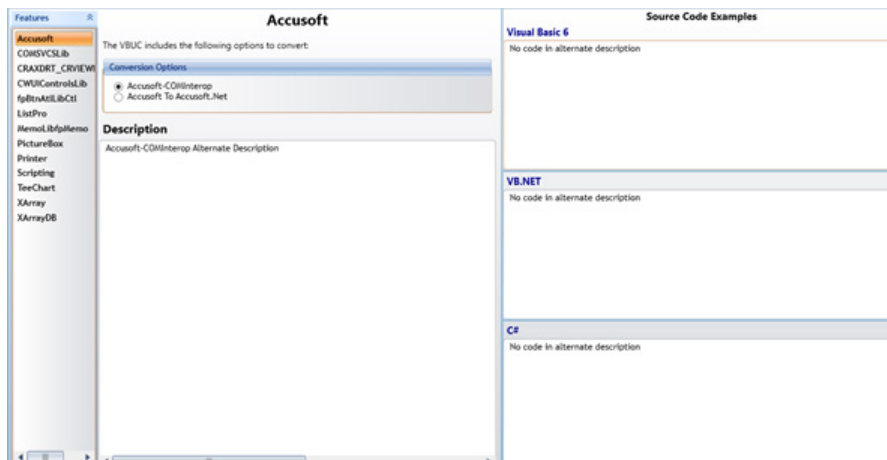 Features
Accusoft
COMSVCSLib
CRAXDRT_CRVIEWI
CWUIControlsLib
fpBtnAtlLibCtl
ListPro
MemoLibfpMemo
PictureBox
Printer
Scripting
TeeChart
XArray
XArrayDB
Accusoft
The VBUC includes the following options to convert:
Conversion Options
Accusoft-COMInterop
Accusoft To Accusoft.Net
Description
Accusoft-COMInterop Alternate Description
Source Code Examples
Visual Basic 6
No code in alternate description
VB.NET
No code in alternate description
C#
No code in alternate description